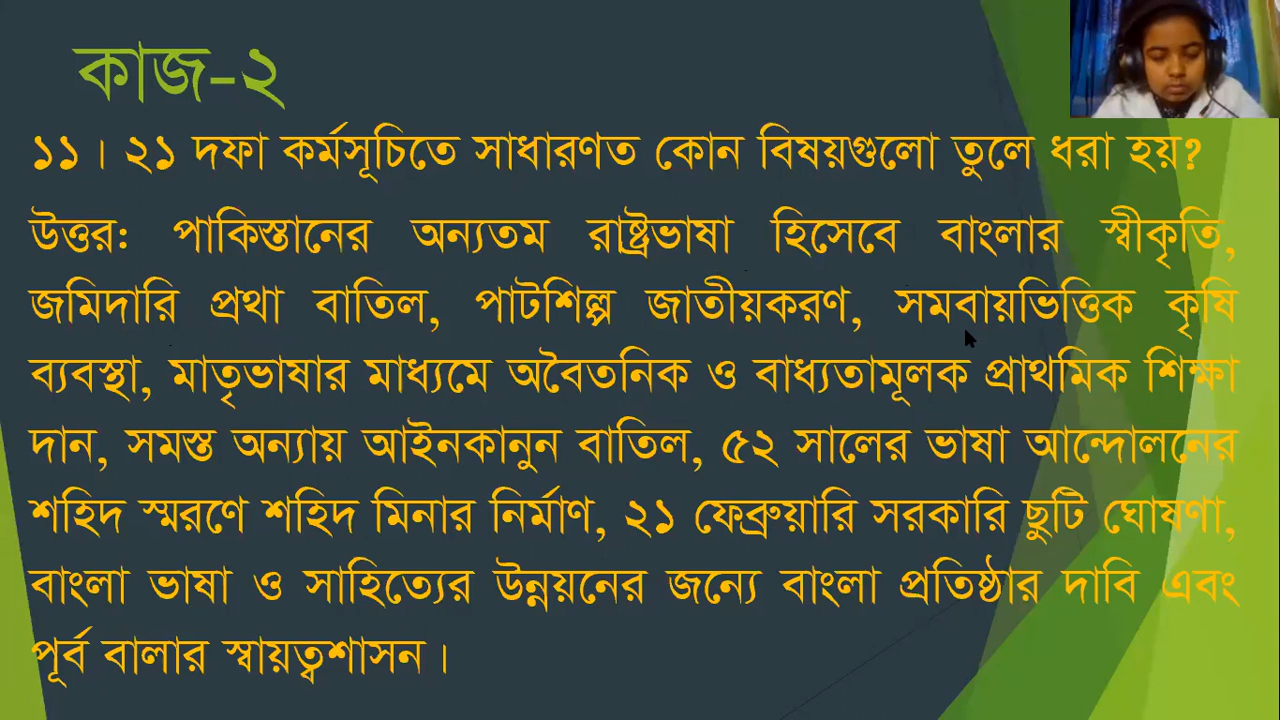 কাজ-২
১১। ২১ দফা কর্মসূচিতে সাধারণত কোন বিষয়গুলো তুলে ধরা হয়?
উত্তর: পাকিস্তানের অন্যতম রাষ্ট্রভাষা হিসেবে বাংলার স্বীকৃতি,
জমিদারি প্রথা বাতিল, পাটশিল্প জাতীয়করণ, সমবায়ভিত্তিক কৃষি
ব্যবস্থা, মাতৃভাষার মাধ্যমে অবৈতনিক ও বাধ্যতামূলক প্রাথমিক শিক্ষা
দান, সমস্ত অন্যায় আইনকানুন বাতিল, ৫২ সালের ভাষা আন্দোলনের
শহিদ স্মরণে শহিদ মিনার নির্মাণ, ২১ ফেব্রুয়ারি সরকারি ছুটি ঘোষণা,
বাংলা ভাষা ও সাহিত্যের উন্নয়নের জন্যে বাংলা প্রতিষ্ঠার দাবি এবং
পূর্ব বালার স্বায়ত্বশাসন।